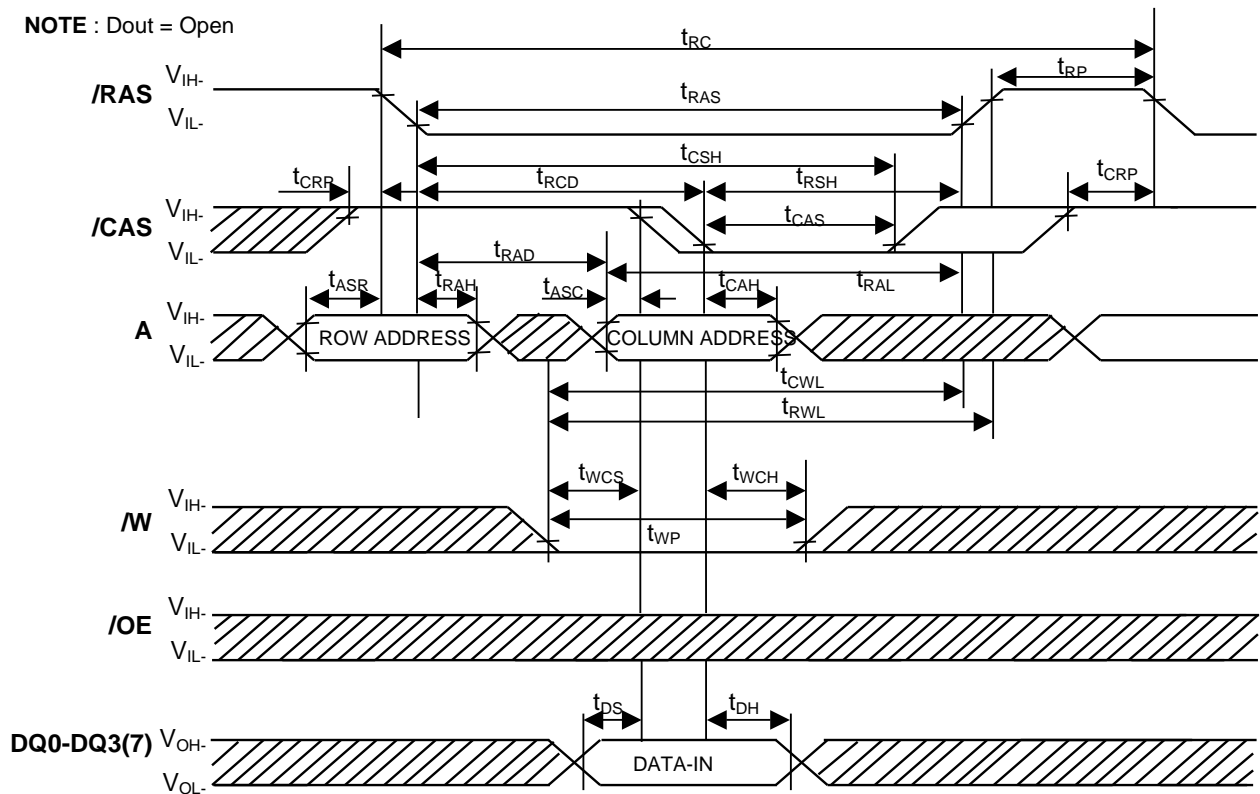 NOTE : Dout = Open
tRC
VIH-
tRP
/RAS
tRAS
VIL-
tCSH
tCRP
tRCD
tRSH
tCRP
VIH-
/CAS
tCAS
VIL-
tRAD
tRAL
tASR
tRAH
tASC
tCAH
VIH-
A
ROW ADDRESS
COLUMN ADDRESS
VIL-
tCWL
tRWL
tWCS
tWCH
VIH-
/W
tWP
VIL-
VIH-
/OE
VIL-
tDS
tDH
DQ0-DQ3(7)
VOH-
DATA-IN
VOL-